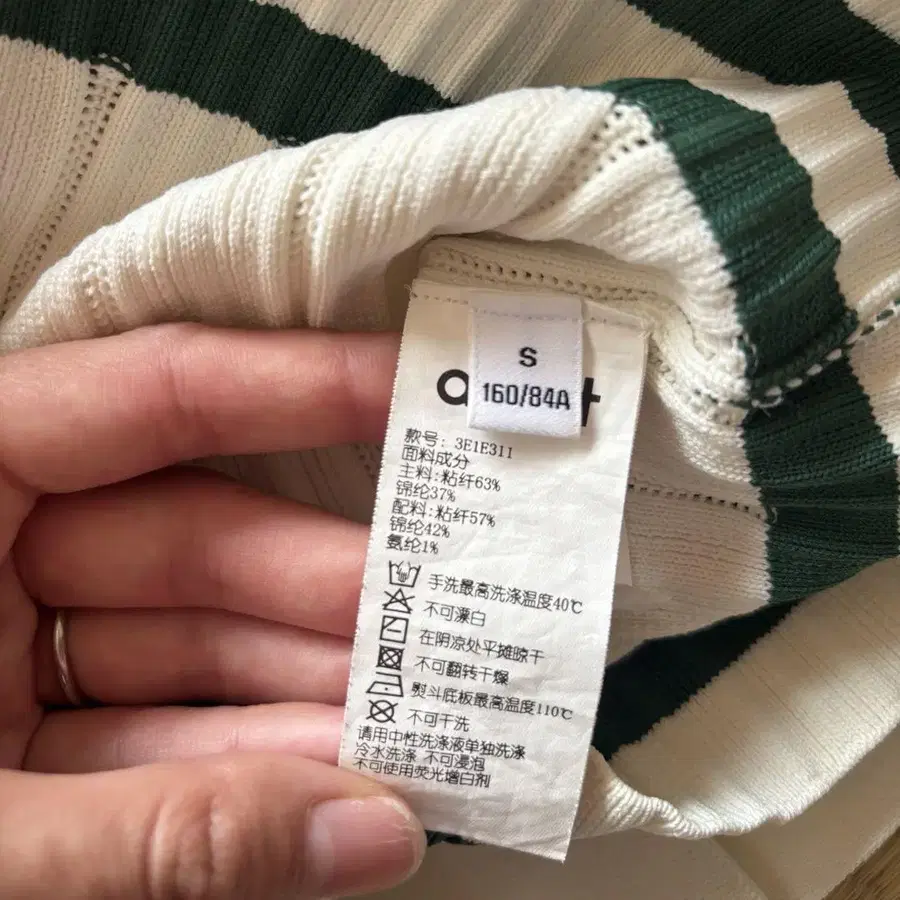 S
160/84A
款号: 3E1E311
面料成分
主料:粘纤63%
锦纶37%
配料:粘纤57%
锦纶42%
氨纶1%
手洗最高洗涤温度40℃
不可漂白
在阴凉处平摊晾干
不可翻转干燥
熨斗底板最高温度110℃
不可干洗
请用中性洗涤液单独洗涤
冷水洗涤 不可浸泡
不可使用荧光增白剂